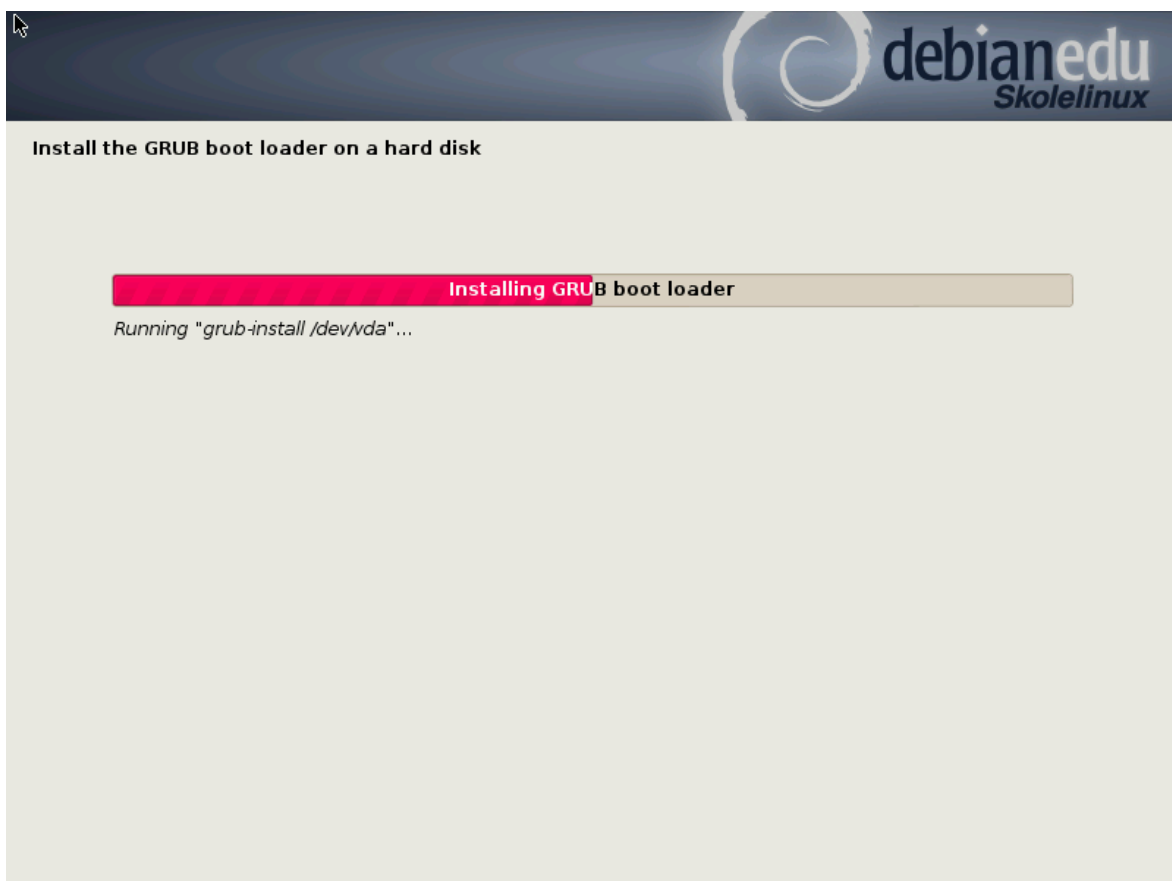 debianedu
Skolelinux
Install the GRUB boot loader on a hard disk
Installing GRUB boot loader
Running "grub-install /dev/vda"...